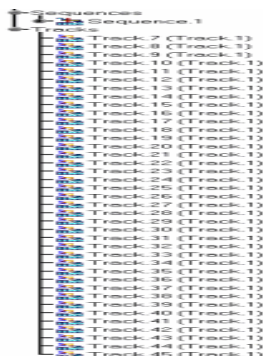 Sequences
Sequence.1
Tracks
Track.7 (Track.1)
Track.8 (Track.1)
Track.9 (Track.1)
Track.10 (Track.1)
Track.11 (Track.1)
Track.12 (Track.1)
Track.13 (Track.1)
Track.14 (Track.1)
Track.15 (Track.1)
Track.16 (Track.1)
Track.17 (Track.1)
Track.18 (Track.1)
Track.19 (Track.1)
Track.20 (Track.1)
Track.21 (Track.1)
Track.22 (Track.1)
Track.23 (Track.1)
Track.24 (Track.1)
Track.25 (Track.1)
Track.26 (Track.1)
Track.27 (Track.1)
Track.28 (Track.1)
Track.29 (Track.1)
Track.30 (Track.1)
Track.31 (Track.1)
Track.32 (Track.1)
Track.33 (Track.1)
Track.34 (Track.1)
Track.35 (Track.1)
Track.36 (Track.1)
Track.37 (Track.1)
Track.38 (Track.1)
Track.39 (Track.1)
Track.40 (Track.1)
Track.41 (Track.1)
Track.42 (Track.1)
Track.43 (Track.1)
Track.44 (Track.1)
Track.45 (Track.1)